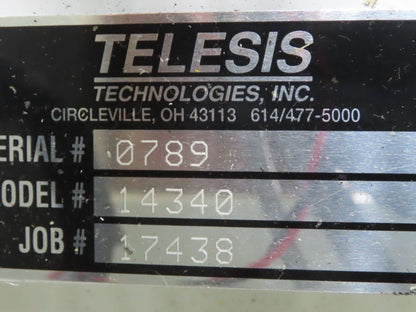 TELESIS
TECHNOLOGIES, INC.
CIRCLEVILLE, OH 43113 614/477-5000
ERIAL # 0789
ODEL # 14340
JOB # 17438